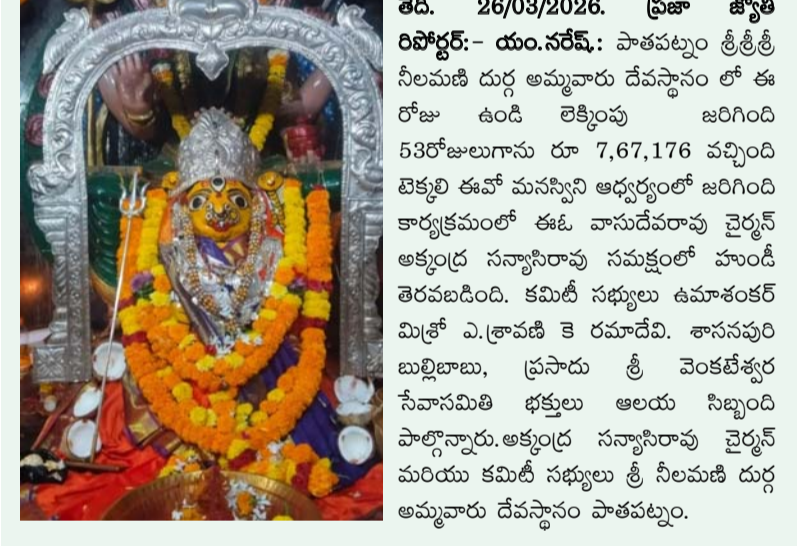 తేది. 26/03/2026. ప్రజా జ్యోతి
రిపోర్టర్:- యం.నరేష్.: పాతపట్నం శ్రీశ్రీశ్రీ
నీలమణి దుర్గ అమ్మవారు దేవస్థానం లో ఈ
రోజు ఉండి లెక్కింపు జరిగింది
53రోజులుగాను రూ 7,67,176 వచ్చింది
టెక్కలి ఈవో మనస్విని ఆధ్వర్యంలో జరిగింది
కార్యక్రమంలో ఈఓ వాసుదేవరావు చైర్మన్
అక్కంద్ర సన్యాసిరావు సమక్షంలో హుండీ
తెరవబడింది. కమిటీ సభ్యులు ఉమాశంకర్
మిశ్రో ఎ.శ్రావణి కె రమాదేవి. శాసనపురి
బుల్లిబాబు, ప్రసాదు శ్రీ వెంకటేశ్వర
సేవాసమితి భక్తులు ఆలయ సిబ్బంది
పాల్గొన్నారు.అక్కంద్ర సన్యాసిరావు చైర్మన్
మరియు కమిటీ సభ్యులు శ్రీ నీలమణి దుర్గ
అమ్మవారు దేవస్థానం పాతపట్నం.